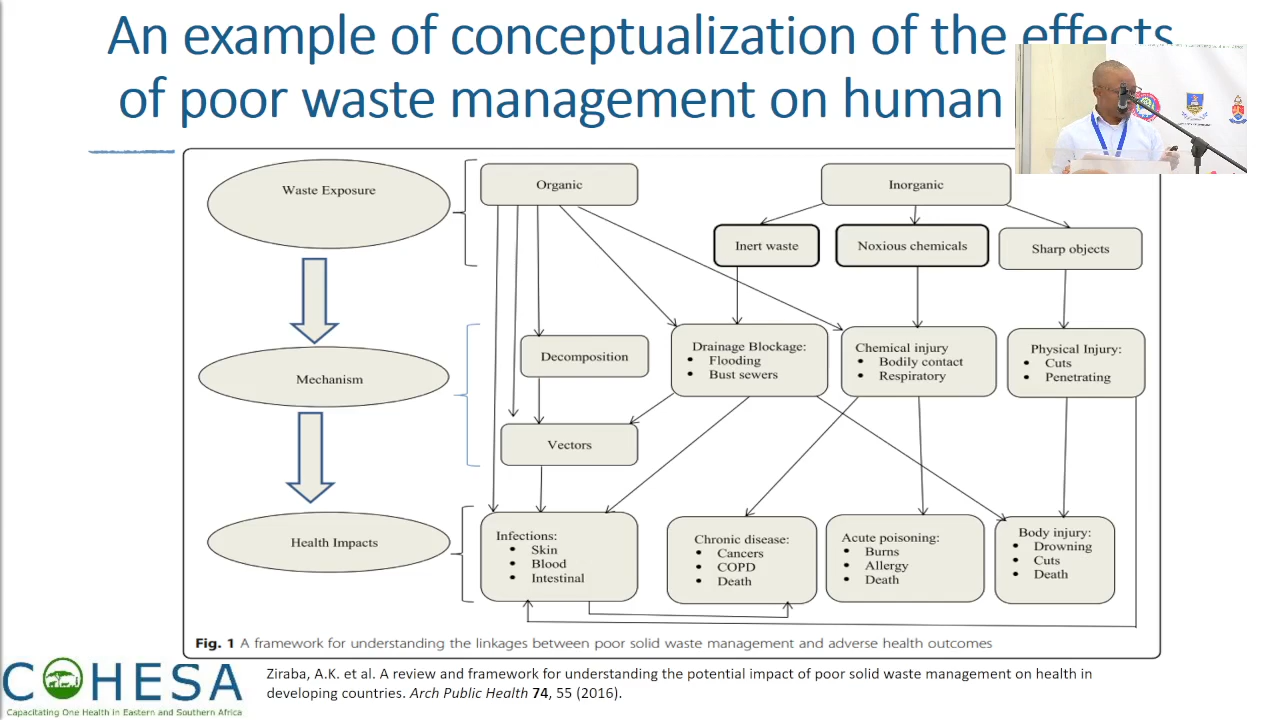 An example of conceptualization of the effects
of poor waste management on human
Waste Exposure
Organic
Inorganic
Inert waste
Noxious chemicals
Sharp objects
Mechanism
Decomposition
Drainage Blockage:
• Flooding
• Bust sewers
Chemical injury
• Bodily contact
• Respiratory
Physical Injury:
• Cuts
• Penetrating
Vectors
Health Impacts
Infections:
• Skin
• Blood
• Intestinal
Chronic disease:
• Cancers
• COPD
• Death
Acute poisoning:
• Burns
• Allergy
• Death
Body injury:
• Drowning
• Cuts
• Death
Fig. 1 A framework for understanding the linkages between poor solid waste management and adverse health outcomes
COHESA
Capacitating One Health in Eastern and Southern Africa
Ziraba, A.K. et al. A review and framework for understanding the potential impact of poor solid waste management on health in
developing countries. Arch Public Health 74, 55 (2016).